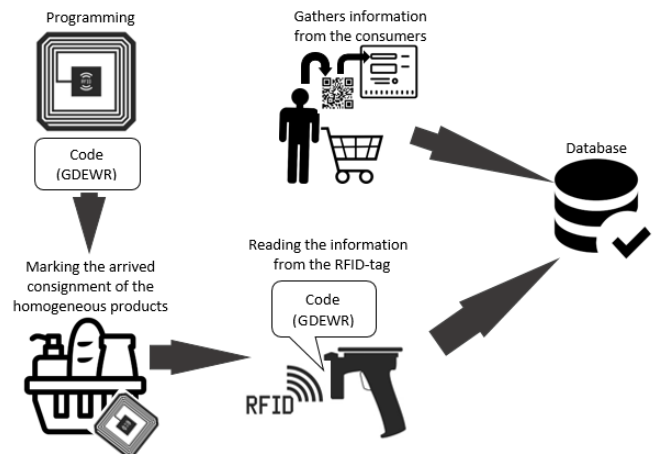 Programming
RFID
Code
(GDEWR)
Marking the arrived
consignment of the
homogeneous products
Gathers information
from the consumers
Reading the information
from the RFID-tag
Code
(GDEWR)
RFID
Database